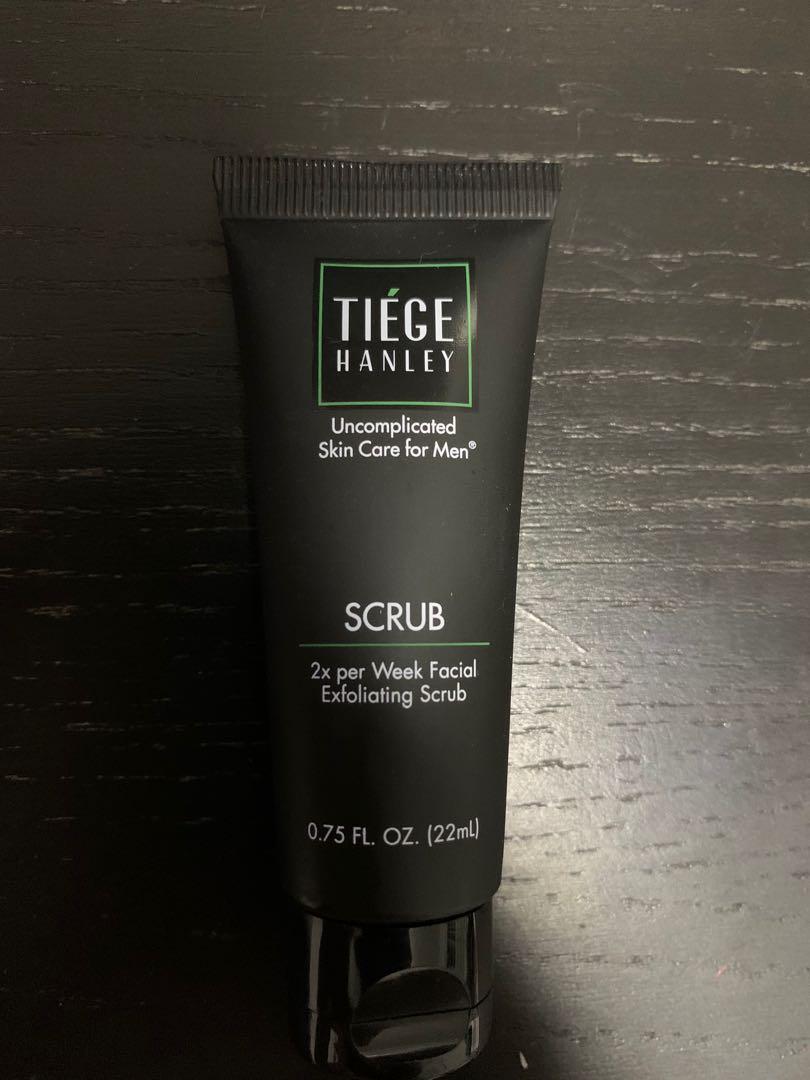 TIÉGE
HANLEY
Uncomplicated
Skin Care for Men®
SCRUB
2x per Week Facial
Exfoliating Scrub
0.75 FL. OZ. (22mL)